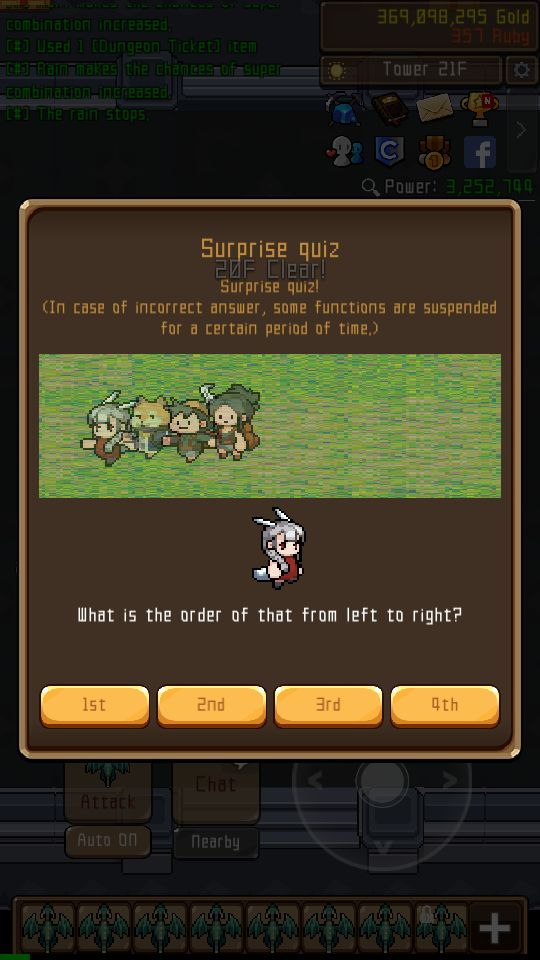 combination increased.
[#] Used 1 [Dungeon Ticket] item
[#] Rain makes the chances of super
combination increased.
[#] The rain stops.
369,098,295 Gold
357 Ruby
Tower 21F
N
C
1
f
Power: 3,252,744
Surprise quiz
20F Clear!
Surprise quiz!
(In case of incorrect answer, some functions are suspended
for a certain period of time.)
What is the order of that from left to right?
1st
2nd
3rd
4th
Attack
Chat
Auto ON
Nearby